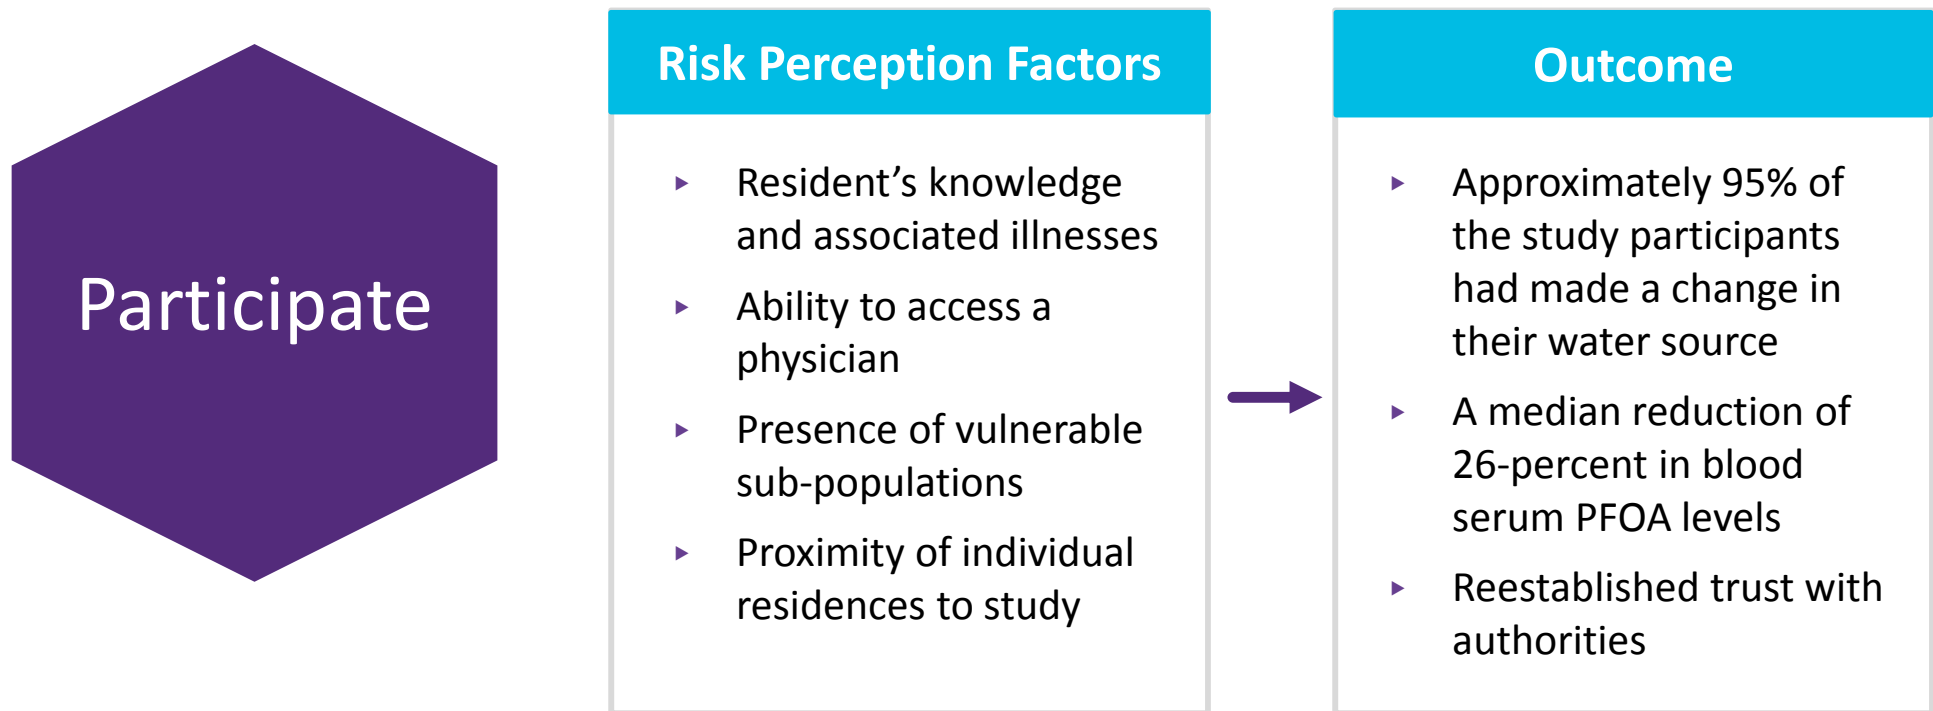 Participate
Risk Perception Factors
▸ Resident’s knowledge
and associated illnesses
▸ Ability to access a
physician
▸ Presence of vulnerable
sub-populations
▸ Proximity of individual
residences to study
Outcome
▸ Approximately 95% of
the study participants
had made a change in
their water source
▸ A median reduction of
26-percent in blood
serum PFOA levels
▸ Reestablished trust with
authorities